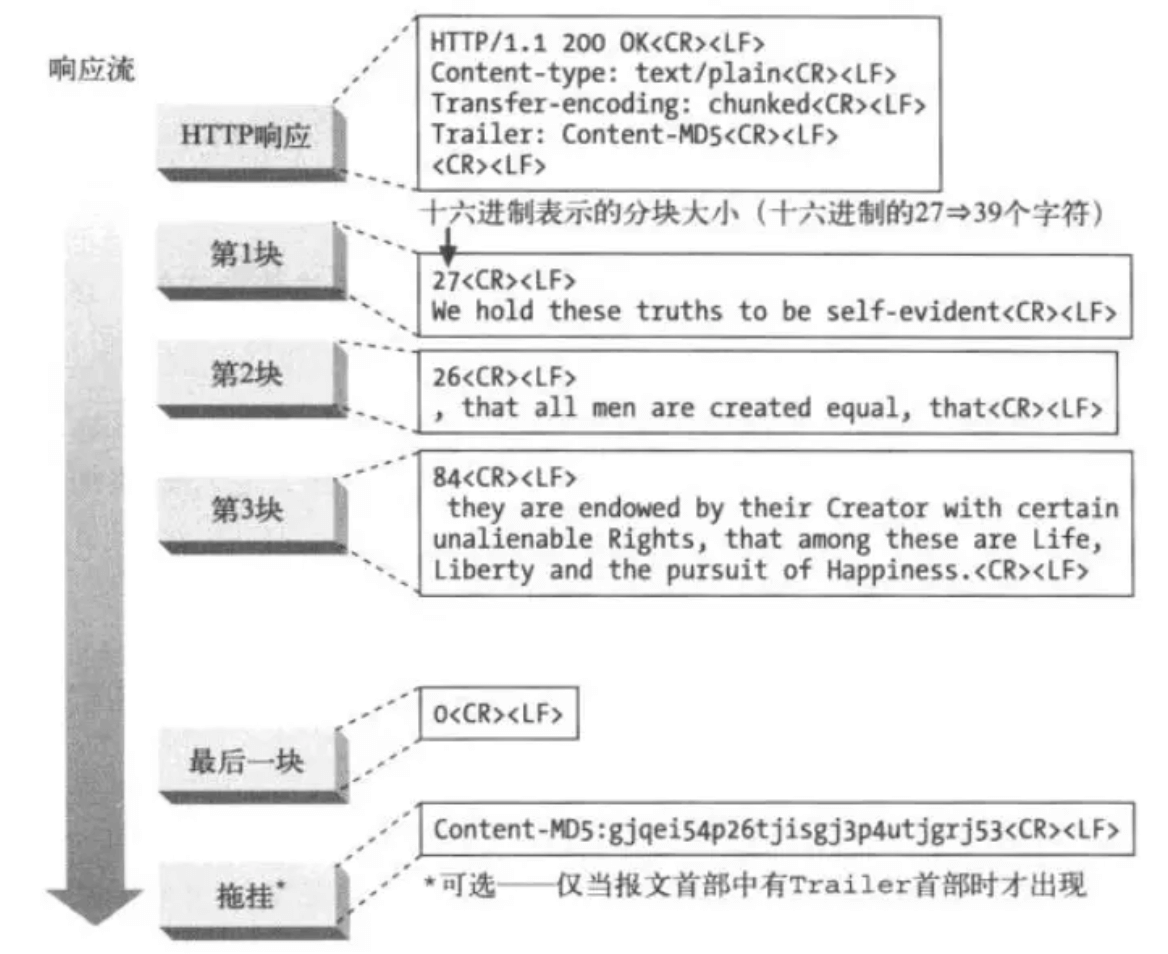 响应流
HTTP响应
HTTP/1.1 200 OK<CR><LF>
Content-type: text/plain<CR><LF>
Transfer-encoding: chunked<CR><LF>
Trailer: Content-MD5<CR><LF>
<CR><LF>
十六进制表示的分块大小（十六进制的27⇒39个字符）
第1块
27<CR><LF>
We hold these truths to be self-evident<CR><LF>
第2块
26<CR><LF>
, that all men are created equal, that<CR><LF>
第3块
84<CR><LF>
they are endowed by their Creator with certain
unalienable Rights, that among these are Life,
Liberty and the pursuit of Happiness.<CR><LF>
最后一块
0<CR><LF>
拖挂*
Content-MD5:gjqei54p26tjisgj3p4utjgrj53<CR><LF>
*可选——仅当报文首部中有Trailer首部时才出现